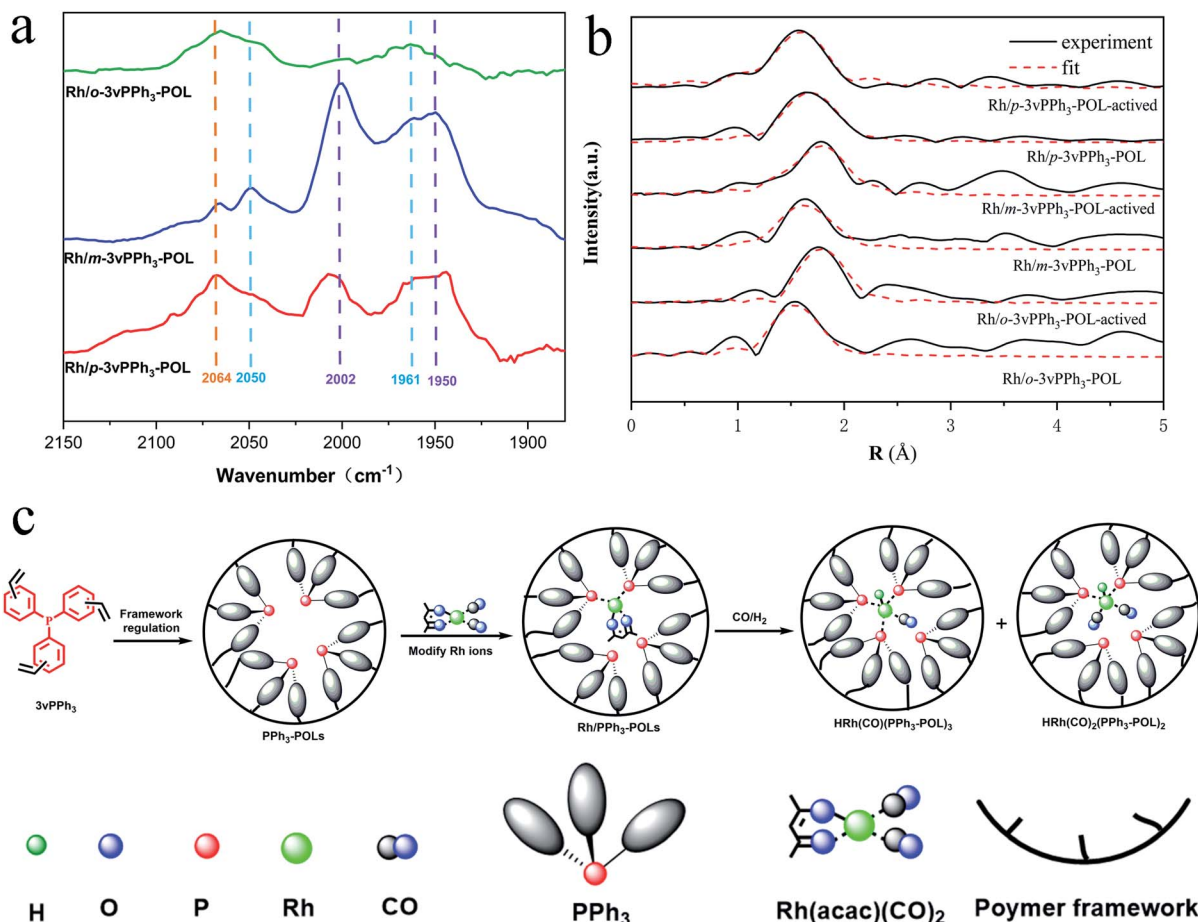 a
Rh/o-3vPPh3-POL
Rh/m-3vPPh3-POL
Rh/p-3vPPh3-POL
2064
2050
2002
1961
1950
2150
2100
2050
2000
1950
1900
Wavenumber（cm-1）
b
experiment
fit
Rh/p-3vPPh3-POL-actived
Rh/p-3vPPh3-POL
Rh/m-3vPPh3-POL-actived
Rh/m-3vPPh3-POL
Rh/o-3vPPh3-POL-actived
Rh/o-3vPPh3-POL
Intensity(a.u.)
0
1
2
3
4
5
R (Å)
c
P
3vPPh3
Framework
regulation
PPh3-POLs
Modify Rh ions
Rh/PPh3-POLs
CO/H2
HRh(CO)(PPh3-POL)3
+
HRh(CO)2(PPh3-POL)2
H
O
P
Rh
CO
PPh3
Rh(acac)(CO)2
Poymer framework